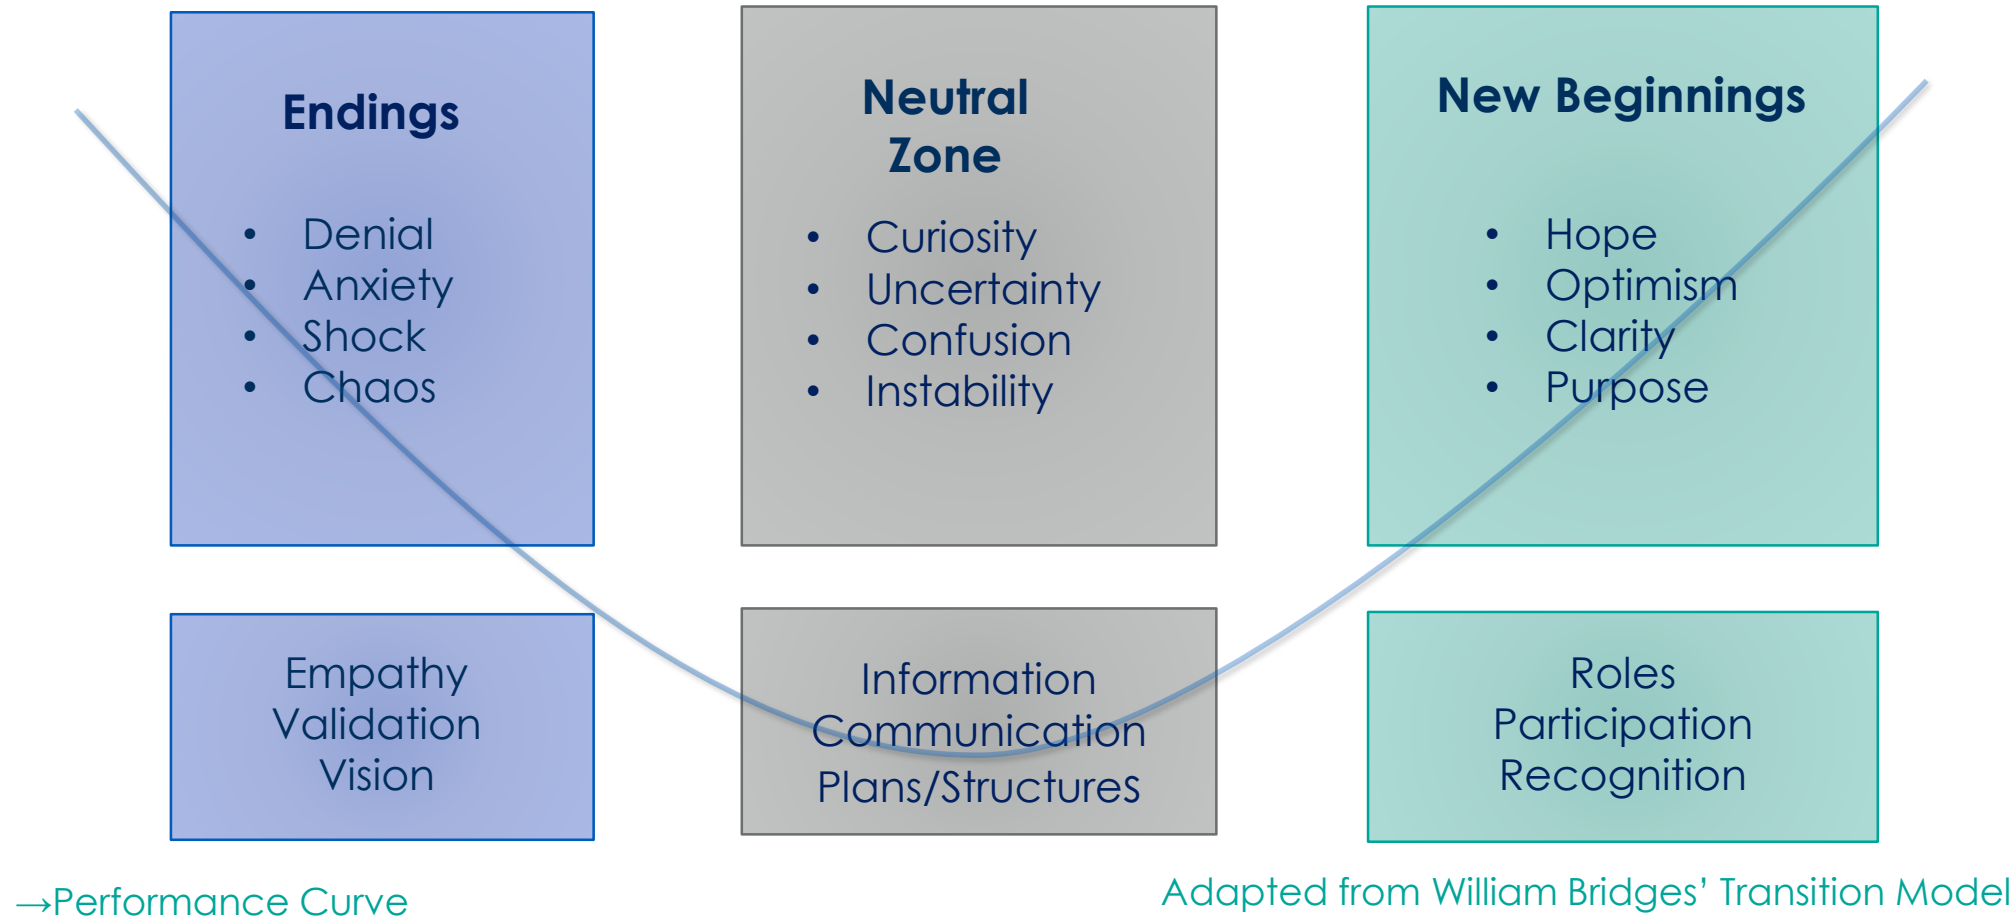 Endings
• Denial
• Anxiety
• Shock
• Chaos
Neutral
Zone
• Curiosity
• Uncertainty
• Confusion
• Instability
New Beginnings
• Hope
• Optimism
• Clarity
• Purpose
Empathy
Validation
Vision
Information
Communication
Plans/Structures
Roles
Participation
Recognition
→Performance Curve
Adapted from William Bridges’ Transition Model